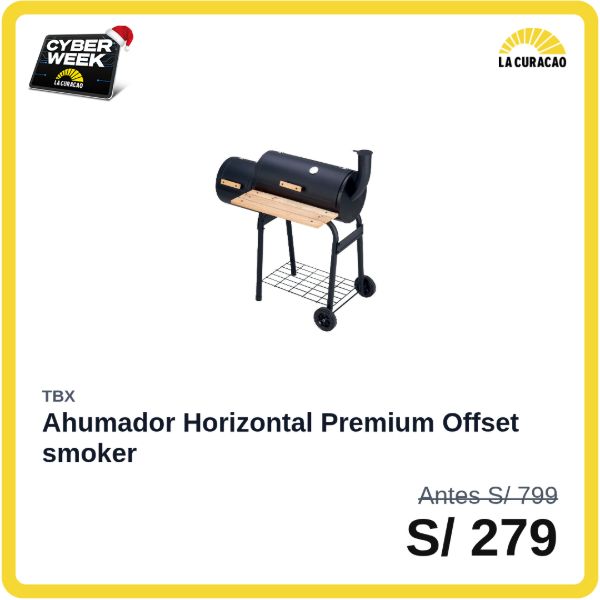 CYBER
WEEK
LA CURACAO
LA CURACAO
TBX
Ahumador Horizontal Premium Offset
smoker
Antes S/ 799
S/ 279